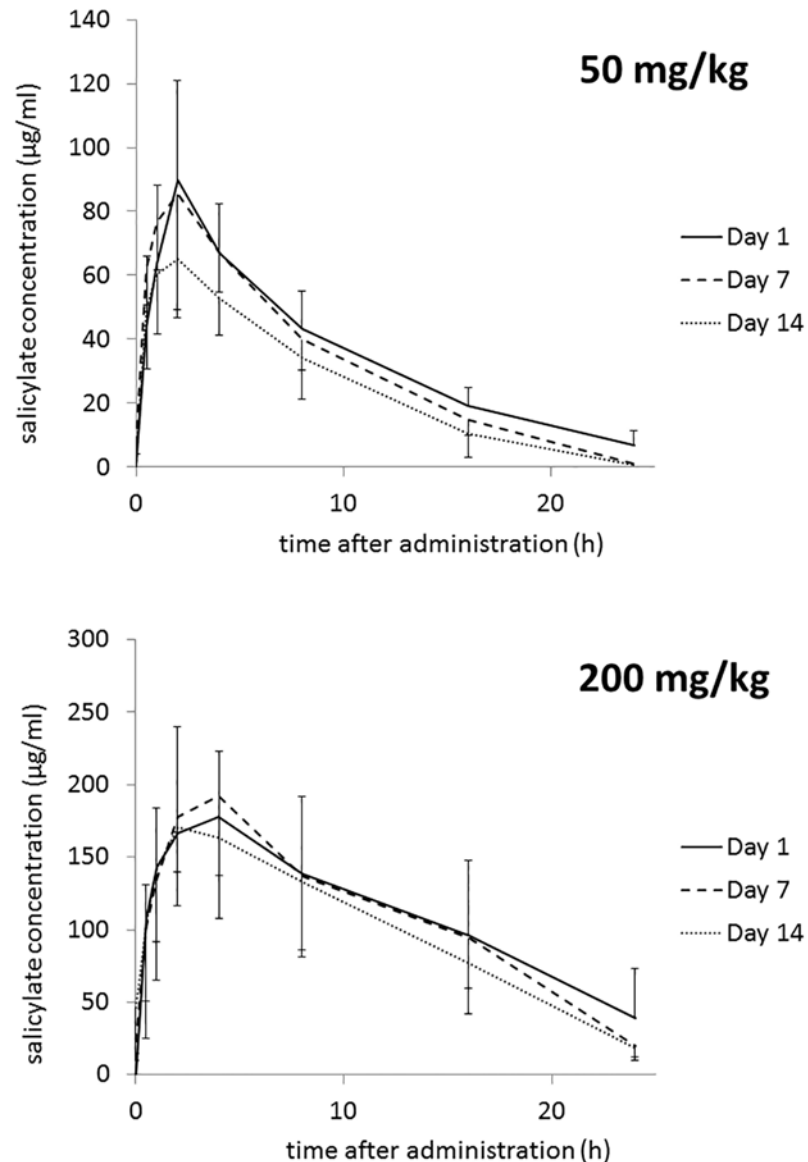 50 mg/kg
salicylate concentration (µg/ml)
140
120
100
80
60
40
20
0
0
10
20
time after administration (h)
Day 1
Day 7
Day 14
200 mg/kg
salicylate concentration (µg/ml)
300
250
200
150
100
50
0
0
10
20
time after administration (h)
Day 1
Day 7
Day 14